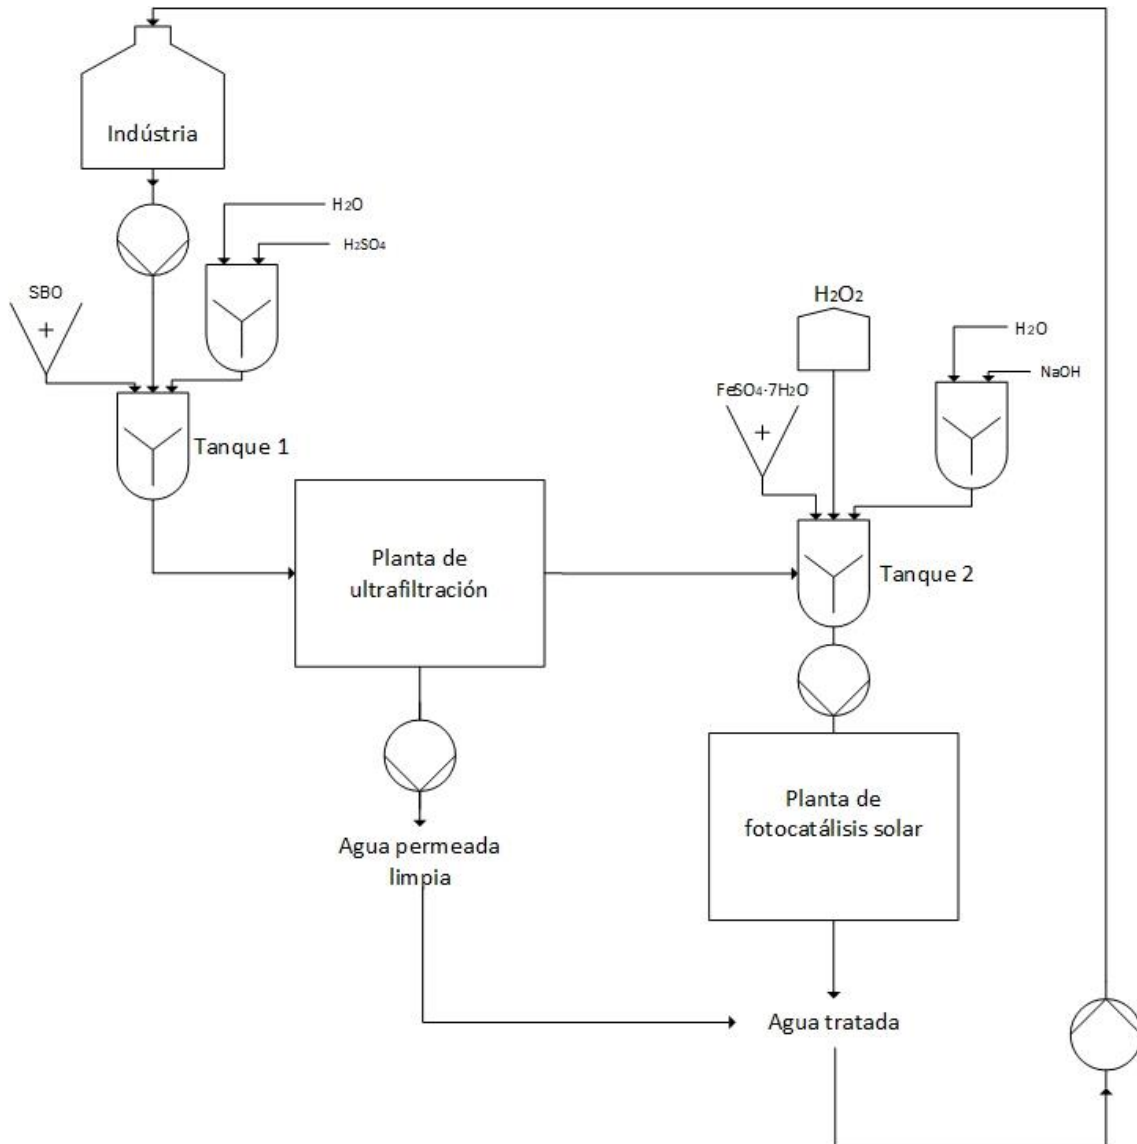 Indústria
H2O
H2SO4
SBO
+
Tanque 1
H2O2
H2O
NaOH
FeSO4·7H2O
+
Tanque 2
Planta de
ultrafiltración
Planta de
fotocatálisis solar
Agua permeada
limpia
Agua tratada